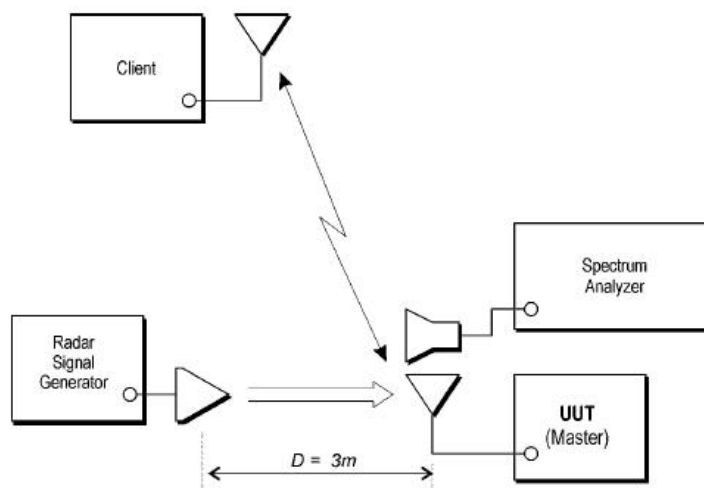 Client
Spectrum
Analyzer
Radar
Signal
Generator
UUT
(Master)
D = 3m